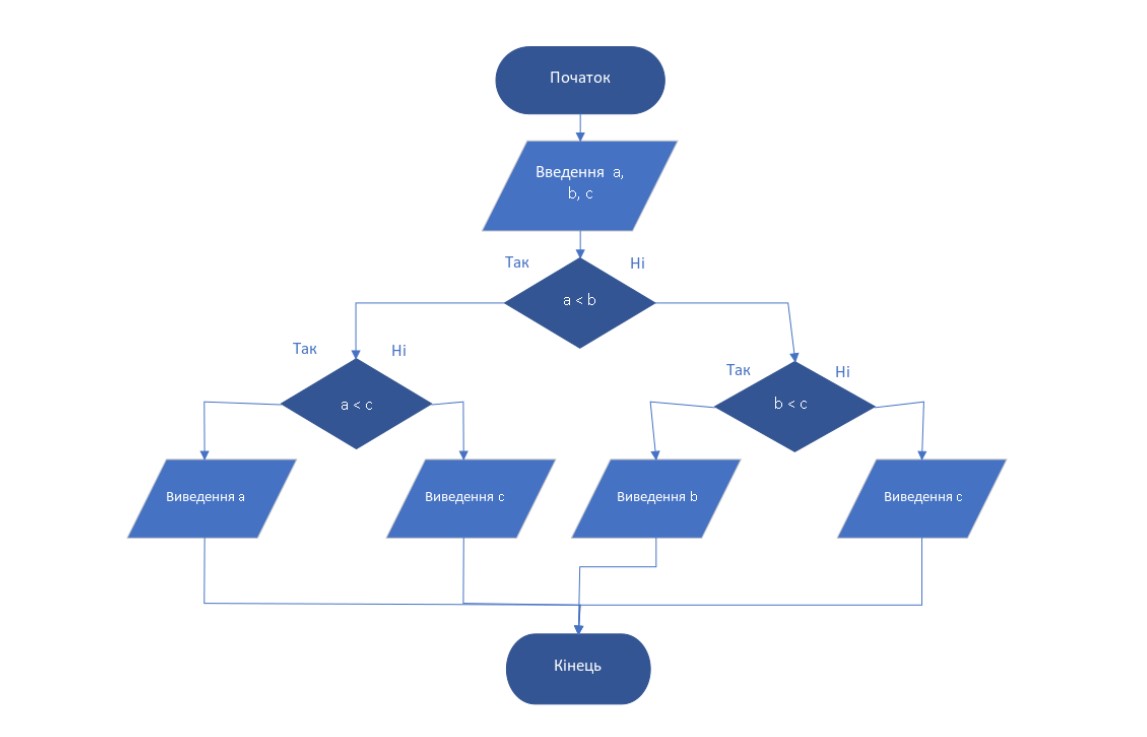 Початок
Введення a,
b, c
Так
Ні
a < b
Так
Ні
a < c
Так
Ні
b < c
Виведення a
Виведення c
Виведення b
Виведення c
Кінець